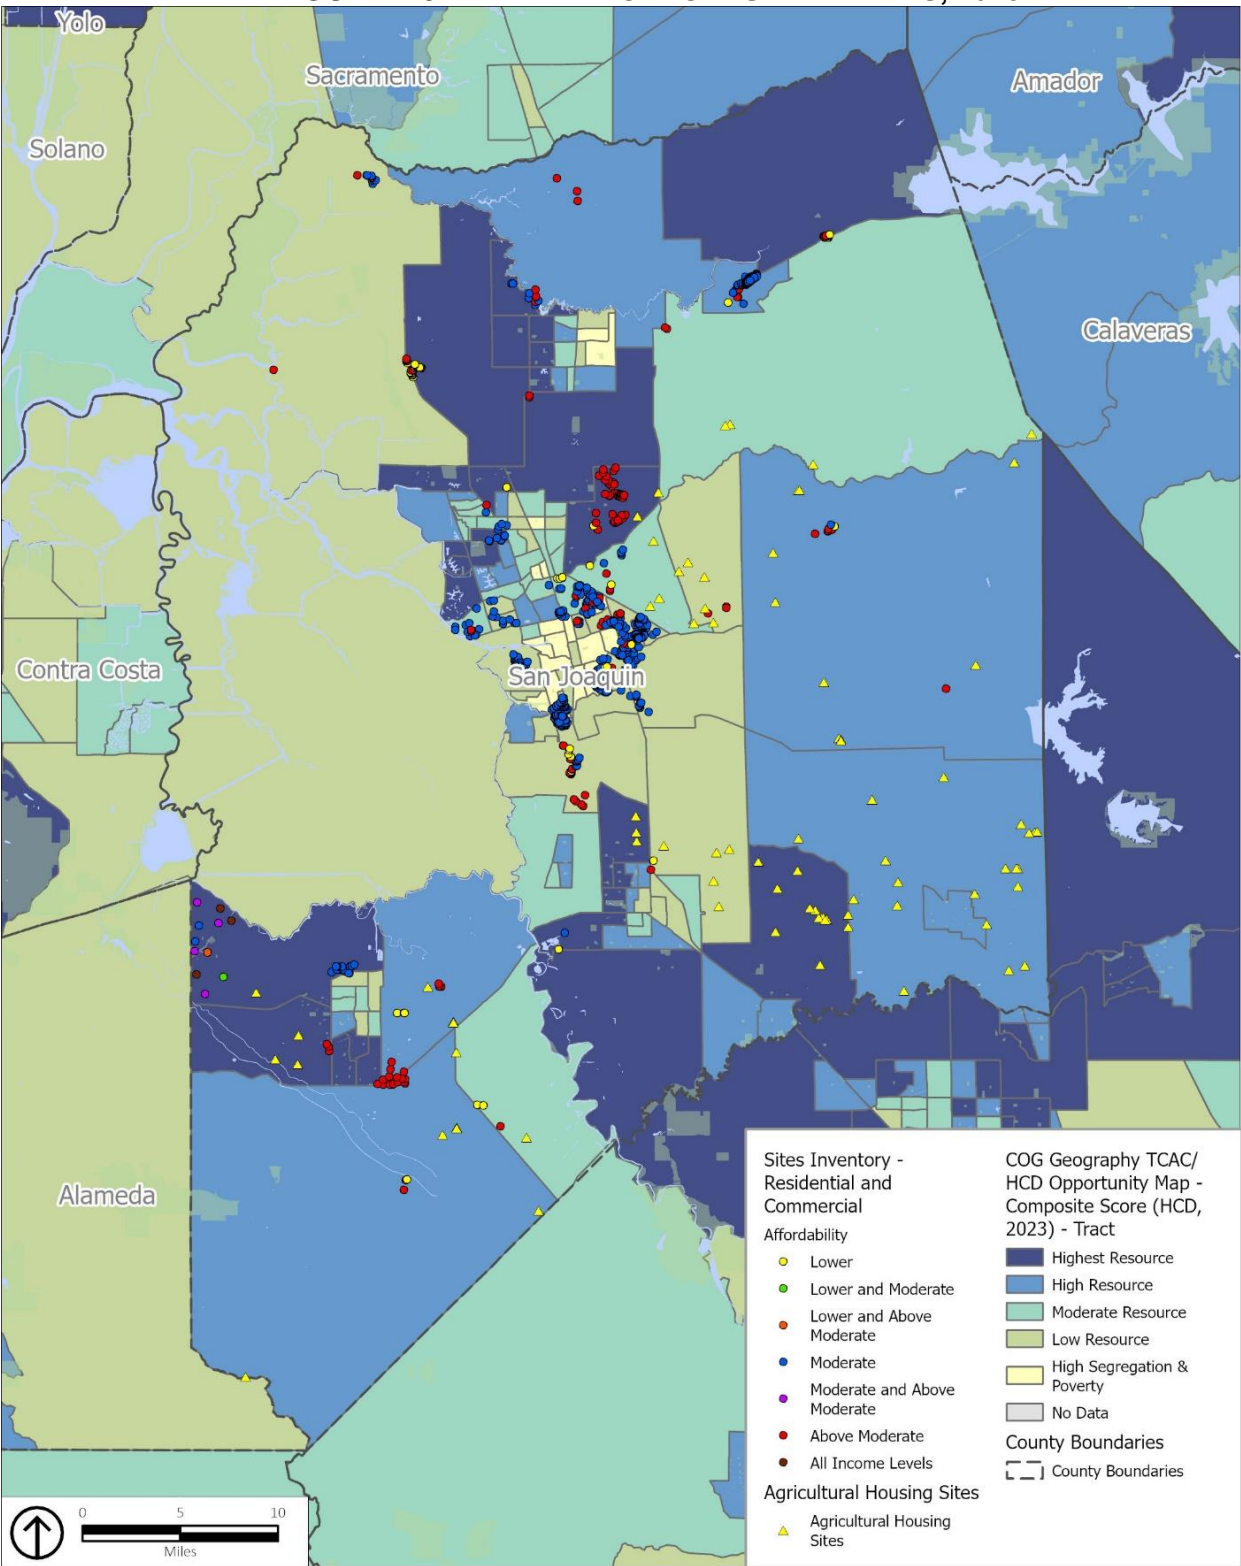 Yolo
Sacramento
Amador
Solano
Calaveras
Contra Costa
San Joaquin
Alameda
Sites Inventory -
Residential and
Commercial
Affordability
Lower
Lower and Moderate
Lower and Above
Moderate
Moderate
Moderate and Above
Moderate
Above Moderate
All Income Levels
Agricultural Housing Sites
Agricultural Housing
Sites
COG Geography TCAC/
HCD Opportunity Map -
Composite Score (HCD,
2023) - Tract
Highest Resource
High Resource
Moderate Resource
Low Resource
High Segregation &
Poverty
No Data
County Boundaries
County Boundaries
0 5 10
Miles